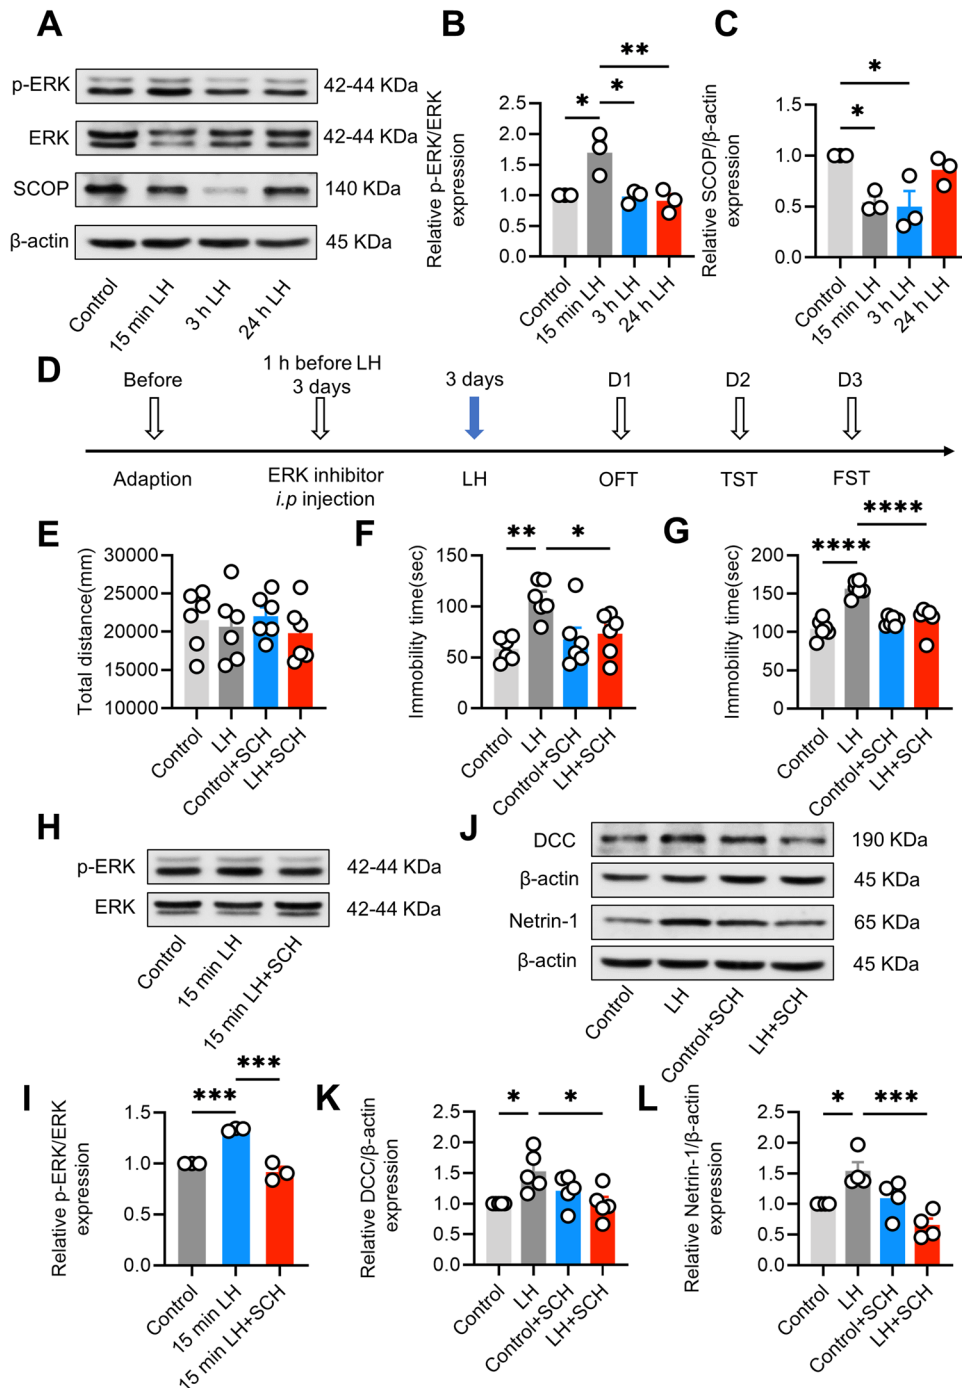 A
p-ERK
42-44 KDa
ERK
42-44 KDa
SCOP
140 KDa
β-actin
45 KDa
Control
15 min LH
3 h LH
24 h LH
B
Relative p-ERK/ERK
expression
2.5
2.0
1.5
1.0
0.5
0.0
*
*
**
Control
15 min LH
3 h LH
24 h LH
C
Relative SCOP/β-actin
expression
1.5
1.0
0.5
0.0
*
*
Control
15 min LH
3 h LH
24 h LH
D
Before
1 h before LH
3 days
3 days
D1
D2
D3
Adaption
ERK inhibitor
i.p injection
LH
OFT
TST
FST
E
Total distance(mm)
30000
25000
20000
15000
10000
Control
LH
Control+SCH
LH+SCH
F
Immobility time(sec)
150
100
50
0
**
*
Control
LH
Control+SCH
LH+SCH
G
Immobility time(sec)
200
150
100
50
0
****
****
Control
LH
Control+SCH
LH+SCH
H
p-ERK
42-44 KDa
ERK
42-44 KDa
Control
15 min LH
15 min LH+SCH
J
DCC
190 KDa
β-actin
45 KDa
Netrin-1
65 KDa
β-actin
45 KDa
Control
LH
Control+SCH
LH+SCH
I
Relative p-ERK/ERK
expression
1.5
1.0
0.5
0.0
***
***
Control
15 min LH
15 min LH+SCH
K
Relative DCC/β-actin
expression
2.5
2.0
1.5
1.0
0.5
0.0
*
*
Control
LH
Control+SCH
LH+SCH
L
Relative Netrin-1/β-actin
expression
2.5
2.0
1.5
1.0
0.5
0.0
*
***
Control
LH
Control+SCH
LH+SCH